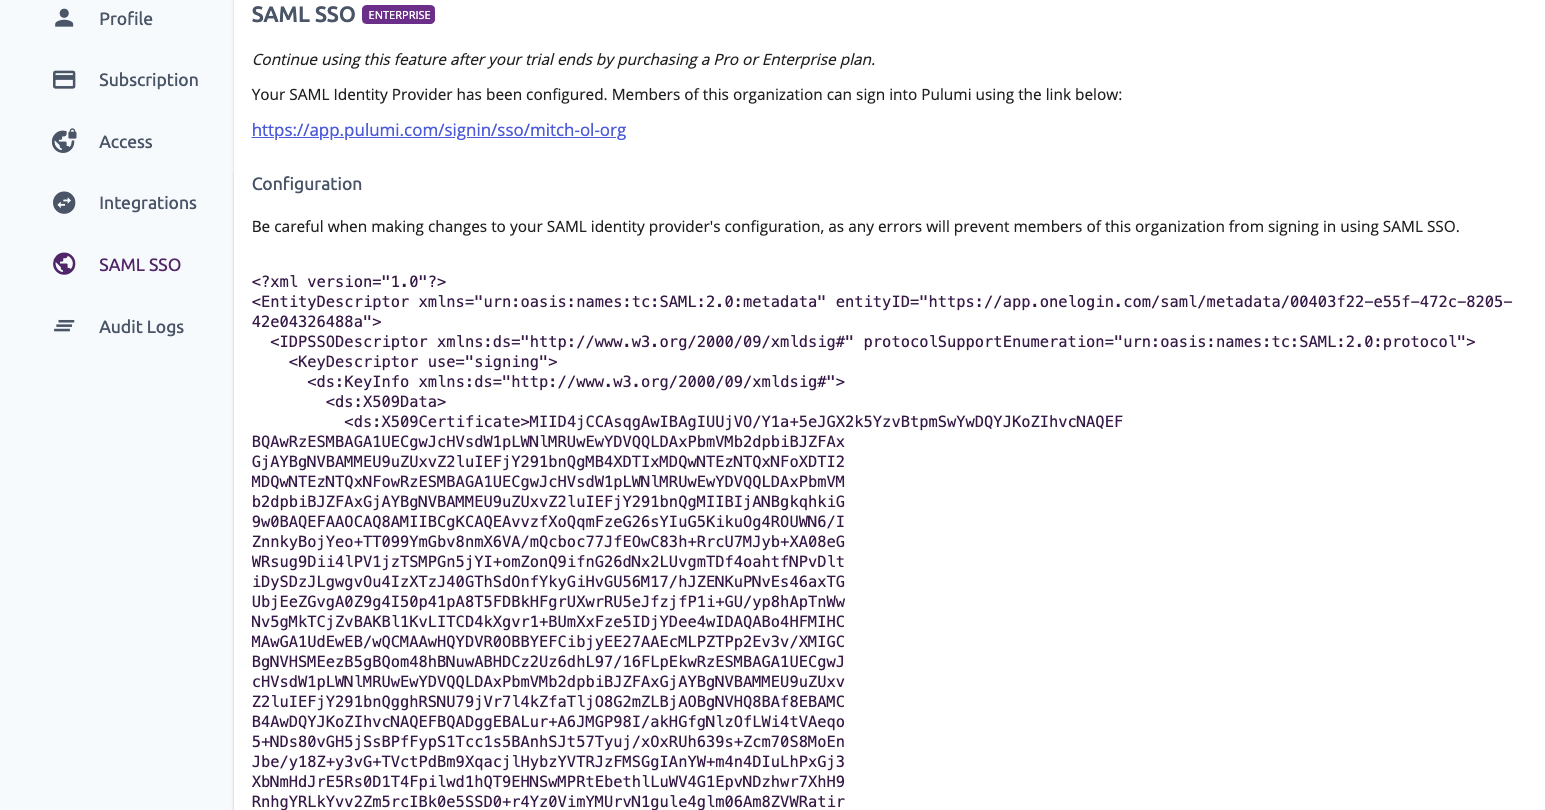 Profile
Subscription
Access
Integrations
SAML SSO
Audit Logs
SAML SSO ENTERPRISE
Continue using this feature after your trial ends by purchasing a Pro or Enterprise plan.
Your SAML Identity Provider has been configured. Members of this organization can sign into Pulumi using the link below:
https://app.pulumi.com/signin/sso/mitch-ol-org
Configuration
Be careful when making changes to your SAML identity provider's configuration, as any errors will prevent members of this organization from signing in using SAML SSO.
<?xml version="1.0"?>
<EntityDescriptor xmlns="urn:oasis:names:tc:SAML:2.0:metadata" entityID="https://app.onelogin.com/saml/metadata/00403f22-e55f-472c-8205-
42e04326488a">
<IDPSSODescriptor xmlns:ds="http://www.w3.org/2000/09/xmldsig#" protocolSupportEnumeration="urn:oasis:names:tc:SAML:2.0:protocol">
<KeyDescriptor use="signing">
<ds:KeyInfo xmlns:ds="http://www.w3.org/2000/09/xmldsig#">
<ds:X509Data>
<ds:X509Certificate>MIID4jCCAsqgAwIBAgIUUjVO/Y1a+5eJGX2k5YzvBtpmSwYwDQYJKoZIhvcNAQEF
BQAwRzESMBAGA1UECgwJcHVsdW1pLWNlMRUwEwYDVQQLDAxPbmVMb2dpbiBJZFAx
GjAYBgNVBAMMEU9uZUxvZ2luIEFjY291bnQgMB4XDTIxMDQwNTEzNTQxNFoXDTI2
MDQwNTEzNTQxNFowRzESMBAGA1UECgwJcHVsdW1pLWNlMRUwEwYDVQQLDAxPbmVM
b2dpbiBJZFAxGjAYBgNVBAMMEU9uZUxvZ2luIEFjY291bnQgMIIBIjANBgkqhkiG
9w0BAQEFAAOCAQ8AMIIBCgKCAQEAvvzfXoQqmFzeG26sYIuG5KikuOg4ROUWN6/I
ZnnkyBojYeo+TT099YmGbv8nmX6VA/mQcboc77JfEOwC83h+RrcU7MJyb+XA08eG
WRsug9Dii4lPV1jzTSMPGn5jYI+omZonQ9ifnG26dNx2LUvgmTDf4oahtfNPvDlt
iDySDzJLgwgvOu4IzXTzJ40GThSdOnfYkyGiHvGU56M17/hJZENKuPNvEs46axTG
UbjEeZGvgA0Z9g4I50p41pA8T5FDBkHFgrUXwrRU5eJfzjfP1i+GU/yp8hApTnWw
Nv5gMkTCjZvBAKBl1KvLITCD4kXgvr1+BUmXxFze5IDjYDee4wIDAQABo4HFMIHC
MAwGA1UdEwEB/wQCMAAwHQYDVR0OBBYEFCibjyEE27AAEcMLPZTPp2Ev3v/XMIGC
BgNVHSMEezB5gBQom48hBNuwABHDCz2Uz6dhL97/16FLpEkwRzESMBAGA1UECgwJ
cHVsdW1pLWNlMRUwEwYDVQQLDAxPbmVMb2dpbiBJZFAxGjAYBgNVBAMMEU9uZUxv
Z2luIEFjY291bnQgghRSNU79jVr7l4kZfaTljO8G2mZLBjAOBgNVHQ8BAf8EBAMC
B4AwDQYJKoZIhvcNAQEFBQADggEBALur+A6JMGP98I/akHGfgNlzOfLWi4tVAeqo
5+NDs80vGH5jSsBPfFypS1Tcc1s5BAnhSJt57Tyuj/xOxRUh639s+Zcm70S8MoEn
Jbe/y18Z+y3vG+TVctPdBm9XqacjlHybzYVTRJzFMSGgIAnYW+m4n4DIuLhPxGj3
XbNmHdJrE5Rs0D1T4Fpilwd1hQT9EHNSwMPRtEbethlLuWV4G1EpvNDzhwr7XhH9
RnhgYRLkYvv2Zm5rcIBk0e5SSD0+r4Yz0VimYMUrvN1gule4glm06Am8ZVWRatir